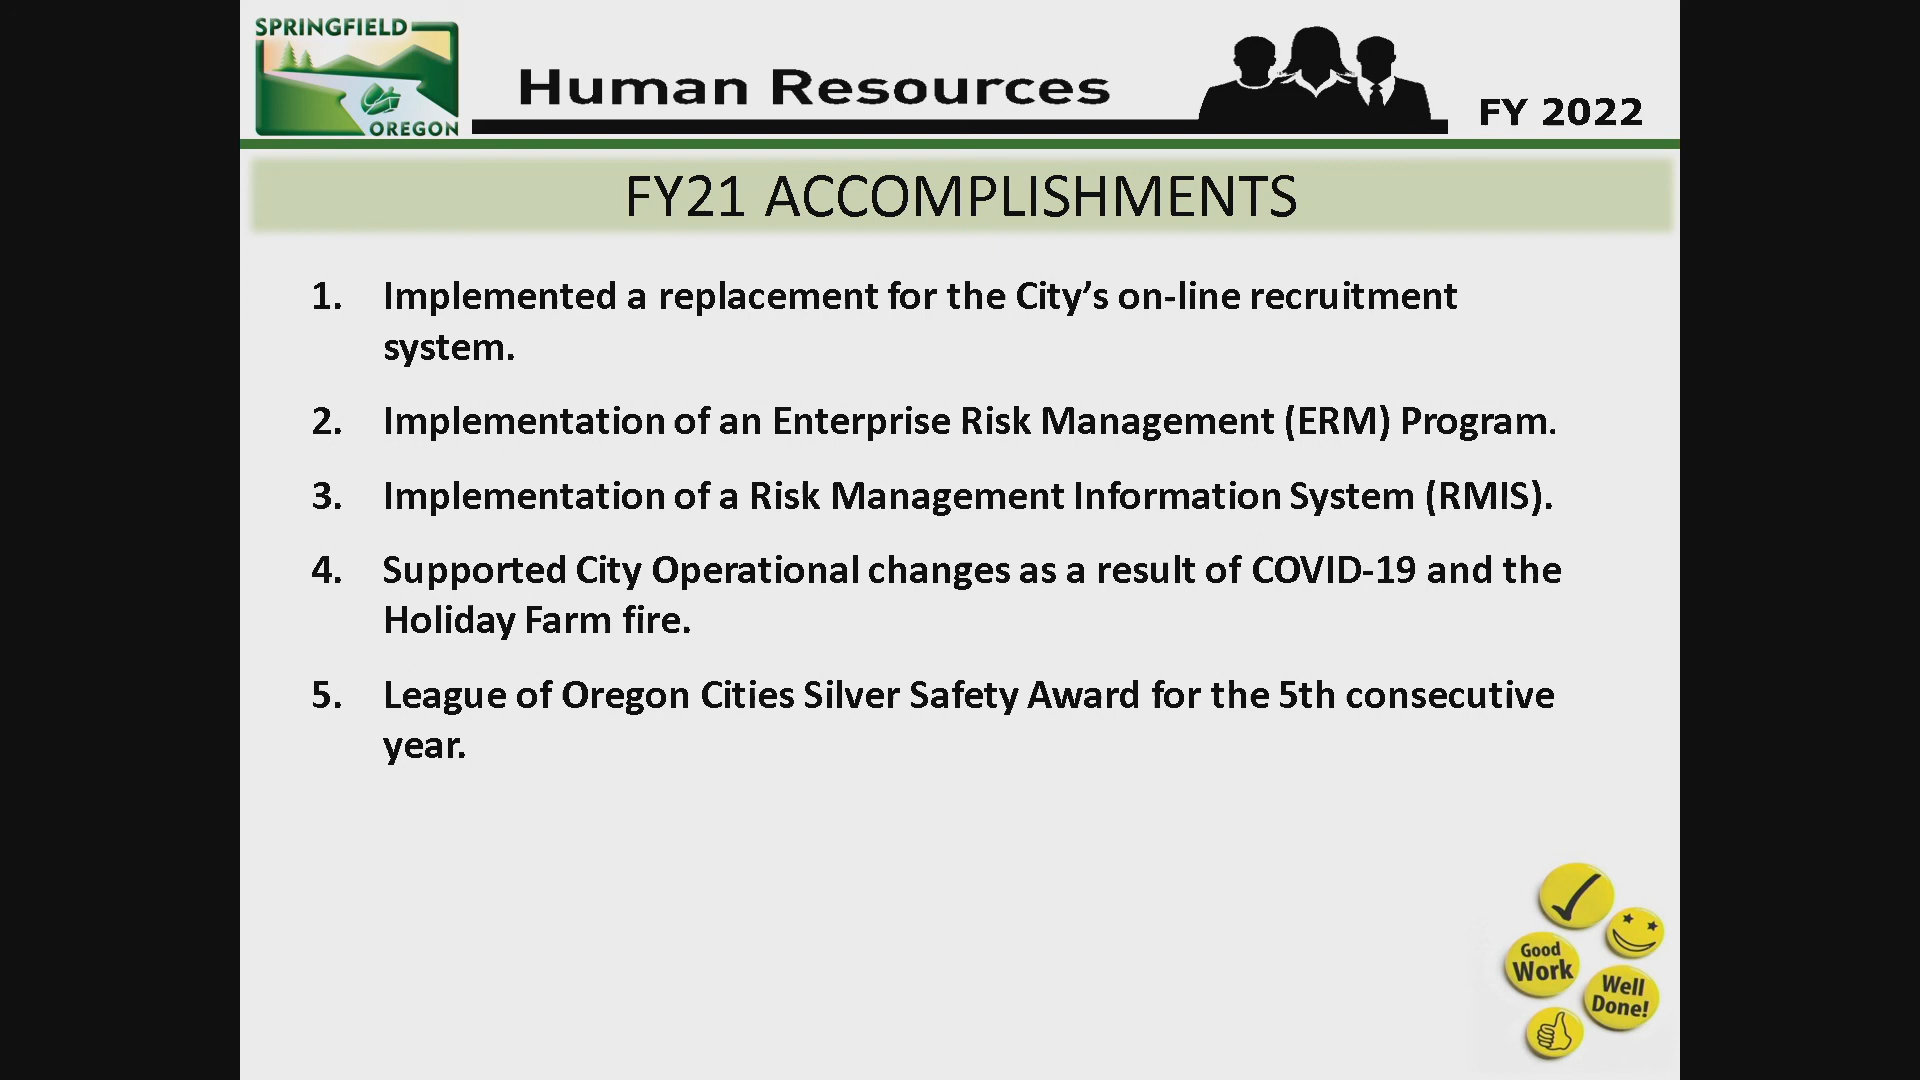 SPRINGFIELD
OREGON
Human Resources
FY 2022
FY21 ACCOMPLISHMENTS
1. Implemented a replacement for the City’s on-line recruitment
system.
2. Implementation of an Enterprise Risk Management (ERM) Program.
3. Implementation of a Risk Management Information System (RMIS).
4. Supported City Operational changes as a result of COVID-19 and the
Holiday Farm fire.
5. League of Oregon Cities Silver Safety Award for the 5th consecutive
year.
Good
Work
Well
Done!